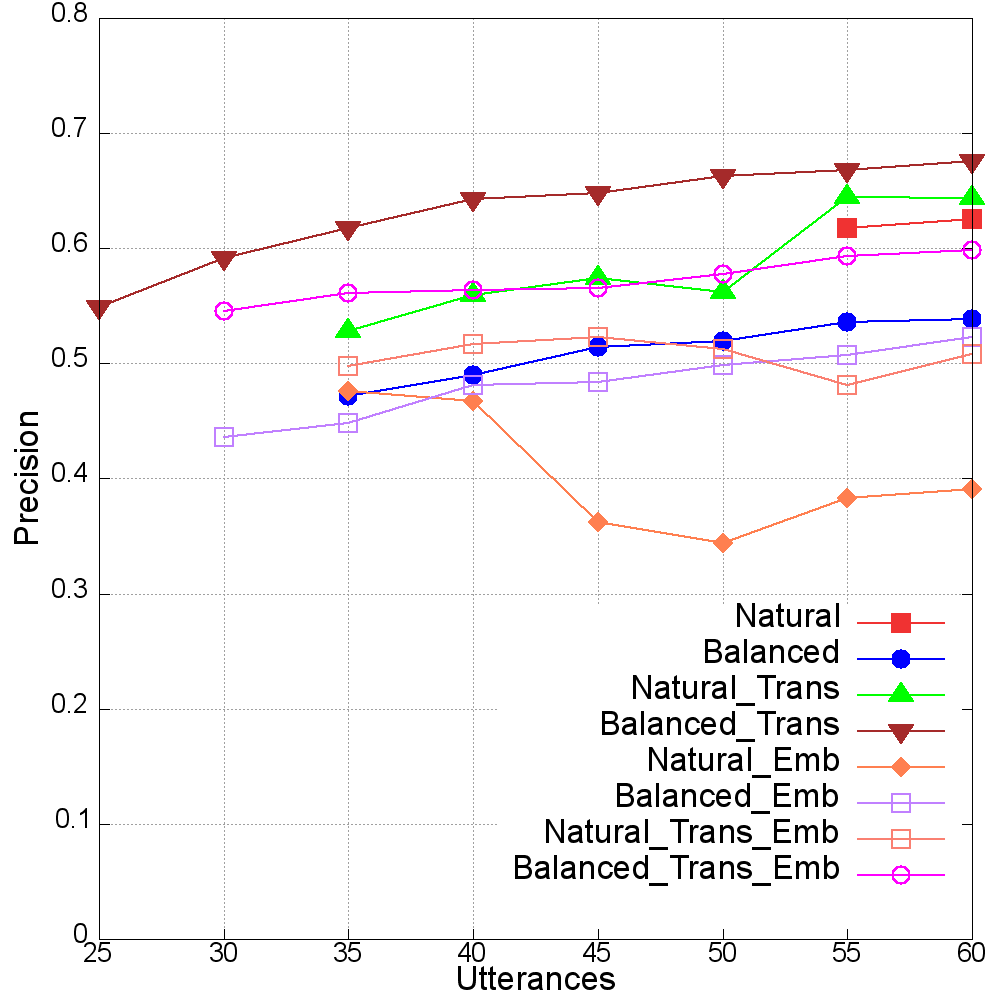 0.8
0.7
0.6
0.5
0.4
0.3
0.2
0.1
0
Precision
Natural
Balanced
Natural_Trans
Balanced_Trans
Natural_Emb
Balanced_Emb
Natural_Trans_Emb
Balanced_Trans_Emb
25 30 35 40 45 50 55 60
Utterances